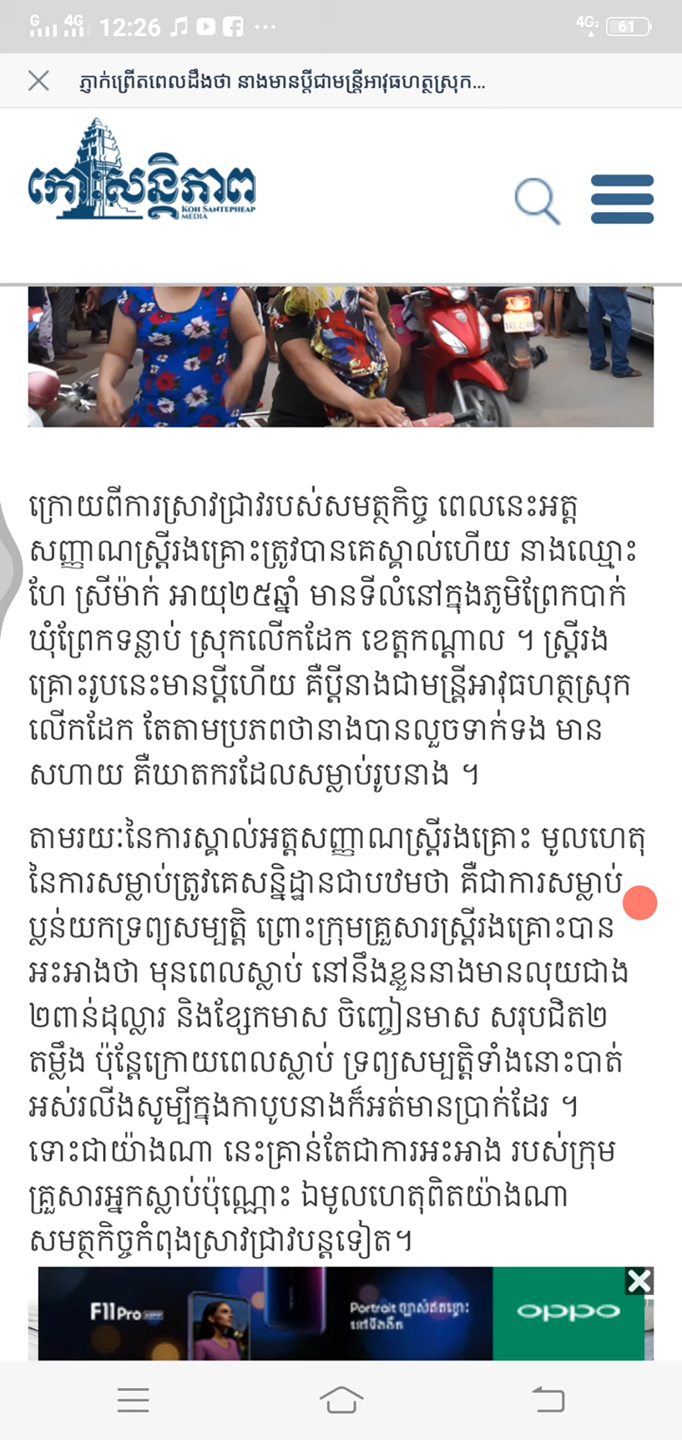 G 4G 12:26 4G₂ 61
ភ្ញាក់ព្រើតពេលដឹងថា នាងមានប្ដីជាមន្ត្រីអាវុធហត្ថស្រុក...
កោះសន្តិភាព
KOH SANTEPHEAP
MEDIA
ក្រោយពីការស្រាវជ្រាវរបស់សមត្ថកិច្ច ពេលនេះអត្ត
សញ្ញាណស្ត្រីរងគ្រោះត្រូវបានគេស្គាល់ហើយ នាងឈ្មោះ
ហែ ស្រីម៉ាក់ អាយុ២៥ឆ្នាំ មានទីលំនៅក្នុងភូមិព្រែកបាក់
ឃុំព្រែកទន្លាប់ ស្រុកលើកដែក ខេត្តកណ្ដាល ។ ស្ត្រីរង
គ្រោះរូបនេះមានប្ដីហើយ គឺប្ដីនាងជាមន្ត្រីអាវុធហត្ថស្រុក
លើកដែក តែតាមប្រភពថានាងបានលួចទាក់ទង មាន
សហាយ គឺឃាតករដែលសម្លាប់រូបនាង ។
តាមរយៈនៃការស្គាល់អត្តសញ្ញាណស្ត្រីរងគ្រោះ មូលហេតុ
នៃការសម្លាប់ត្រូវគេសន្និដ្ឋានជាបឋមថា គឺជាការសម្លាប់
ប្លន់យកទ្រព្យសម្បត្តិ ព្រោះក្រុមគ្រួសារស្ត្រីរងគ្រោះបាន
អះអាងថា មុនពេលស្លាប់ នៅនឹងខ្លួននាងមានលុយជាង
២ពាន់ដុល្លារ និងខ្សែកមាស ចិញ្ចៀនមាស សរុបជិត២
តម្លឹង ប៉ុន្តែក្រោយពេលស្លាប់ ទ្រព្យសម្បត្តិទាំងនោះបាត់
អស់រលីងសូម្បីក្នុងកាបូបនាងក៏អត់មានប្រាក់ដែរ ។
ទោះជាយ៉ាងណា នេះគ្រាន់តែជាការអះអាង របស់ក្រុម
គ្រួសារអ្នកស្លាប់ប៉ុណ្ណោះ ឯមូលហេតុពិតយ៉ាងណា
សមត្ថកិច្ចកំពុងស្រាវជ្រាវបន្តទៀត។
F11 Pro
Portrait ច្បាស់ឥតខ្ចោះ
នៅទីងងឹត
oppo